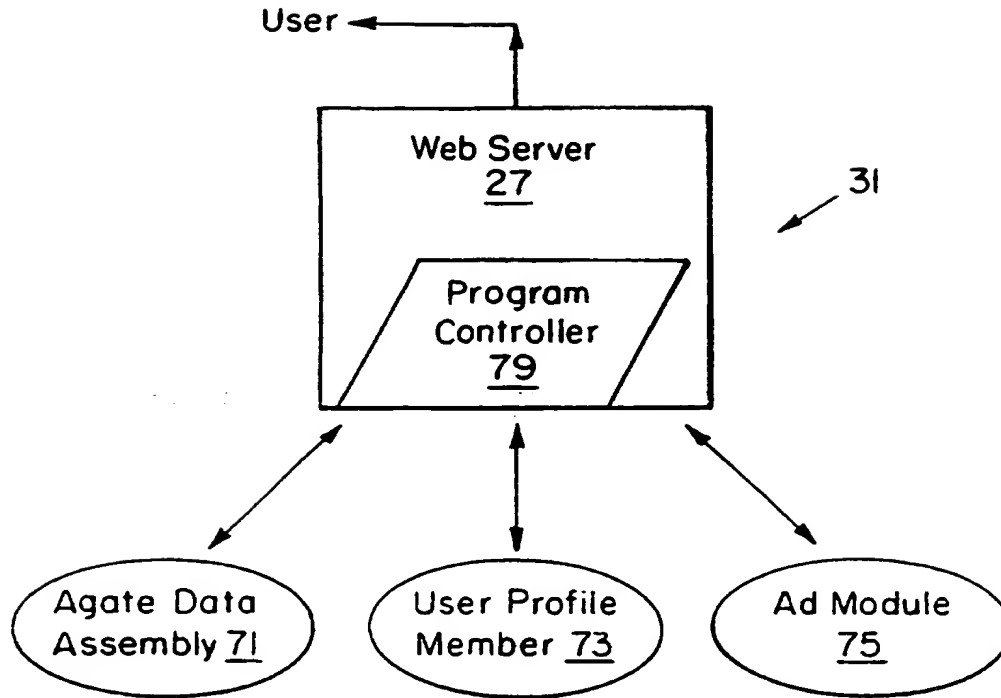 User
Web Server
27
31
Program
Controller
79
Agate Data
Assembly 71
User Profile
Member 73
Ad Module
75